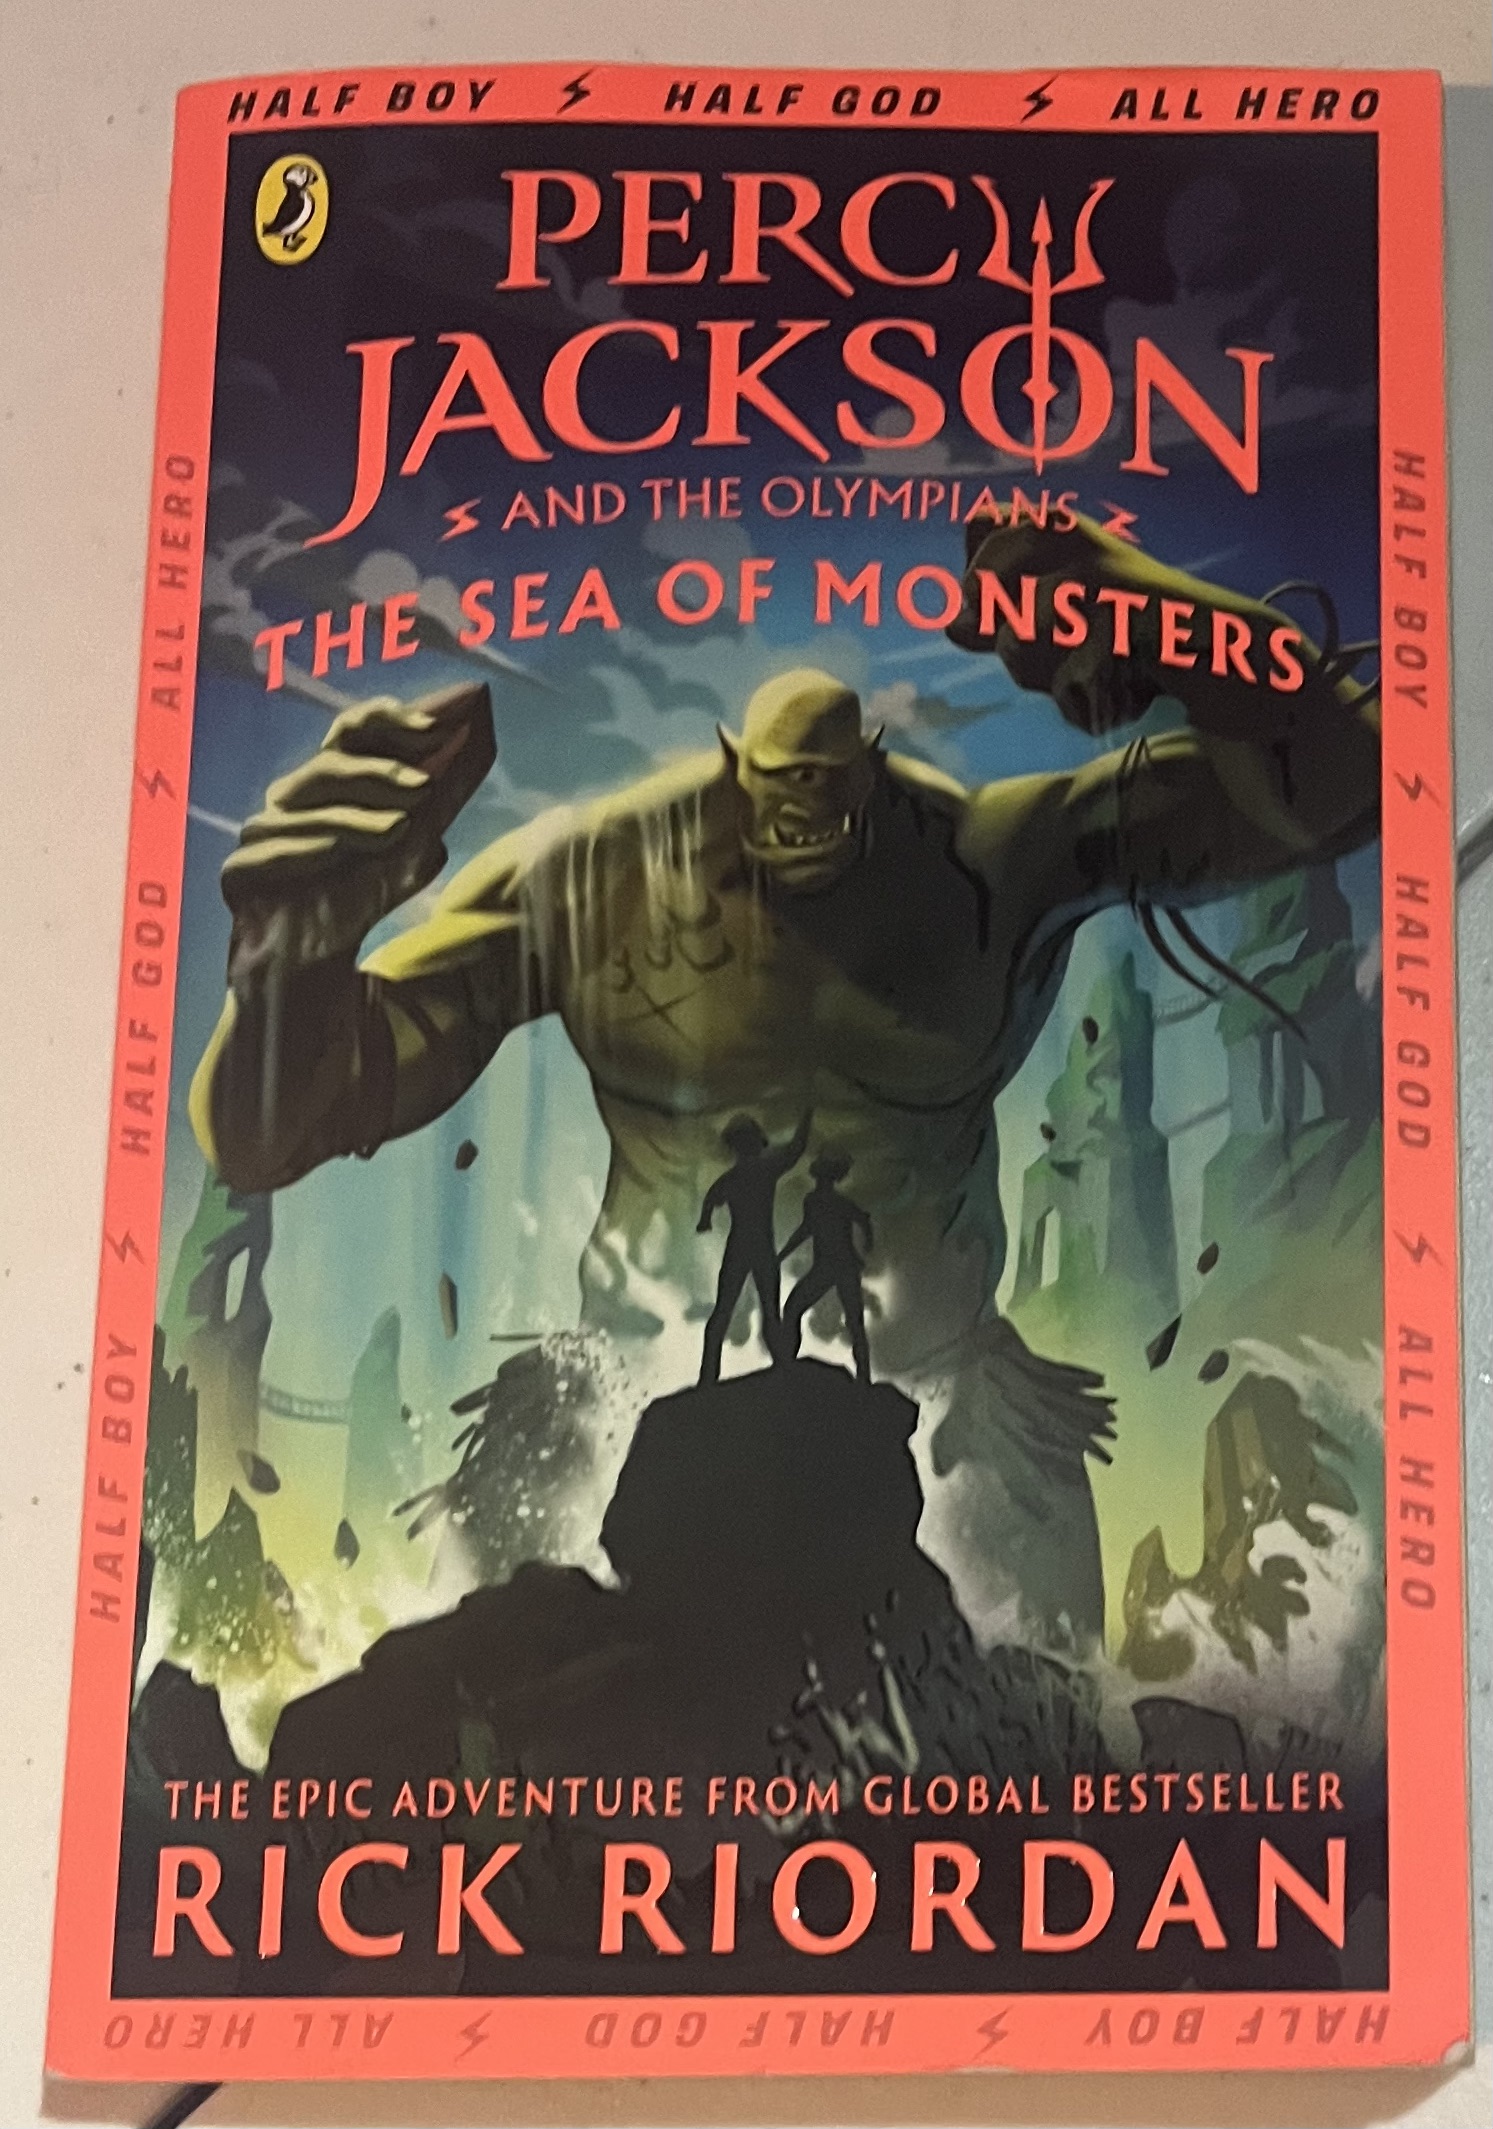 HALF BOY HALF GOD ALL HERO
PERCY
JACKSON
AND THE OLYMPIANS
THE SEA OF MONSTERS
THE EPIC ADVENTURE FROM GLOBAL BESTSELLER
RICK RIORDAN
HALF BOY HALF GOD ALL HERO
HALF BOY HALF GOD ALL HERO
HALF BOY HALF GOD ALL HERO